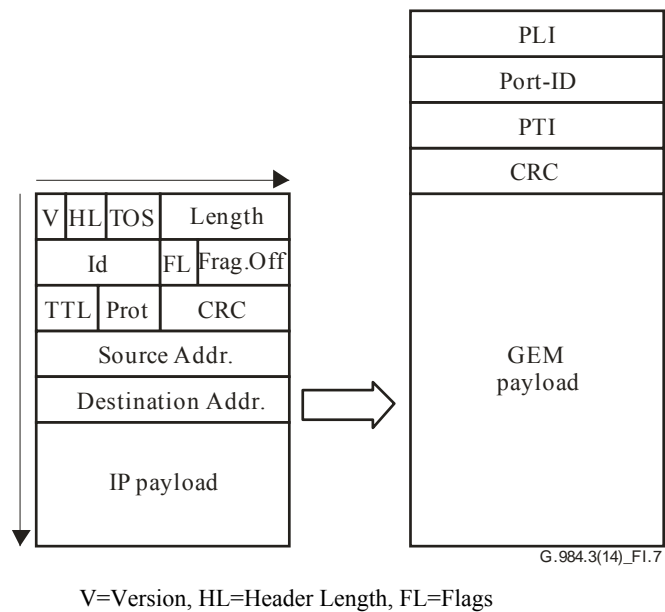 PLI
Port-ID
PTI
CRC
V HL TOS Length
Id FL Frag.Off
TTL Prot CRC
Source Addr.
Destination Addr.
IP payload
GEM
payload
G.984.3(14)_FI.7
V=Version, HL=Header Length, FL=Flags